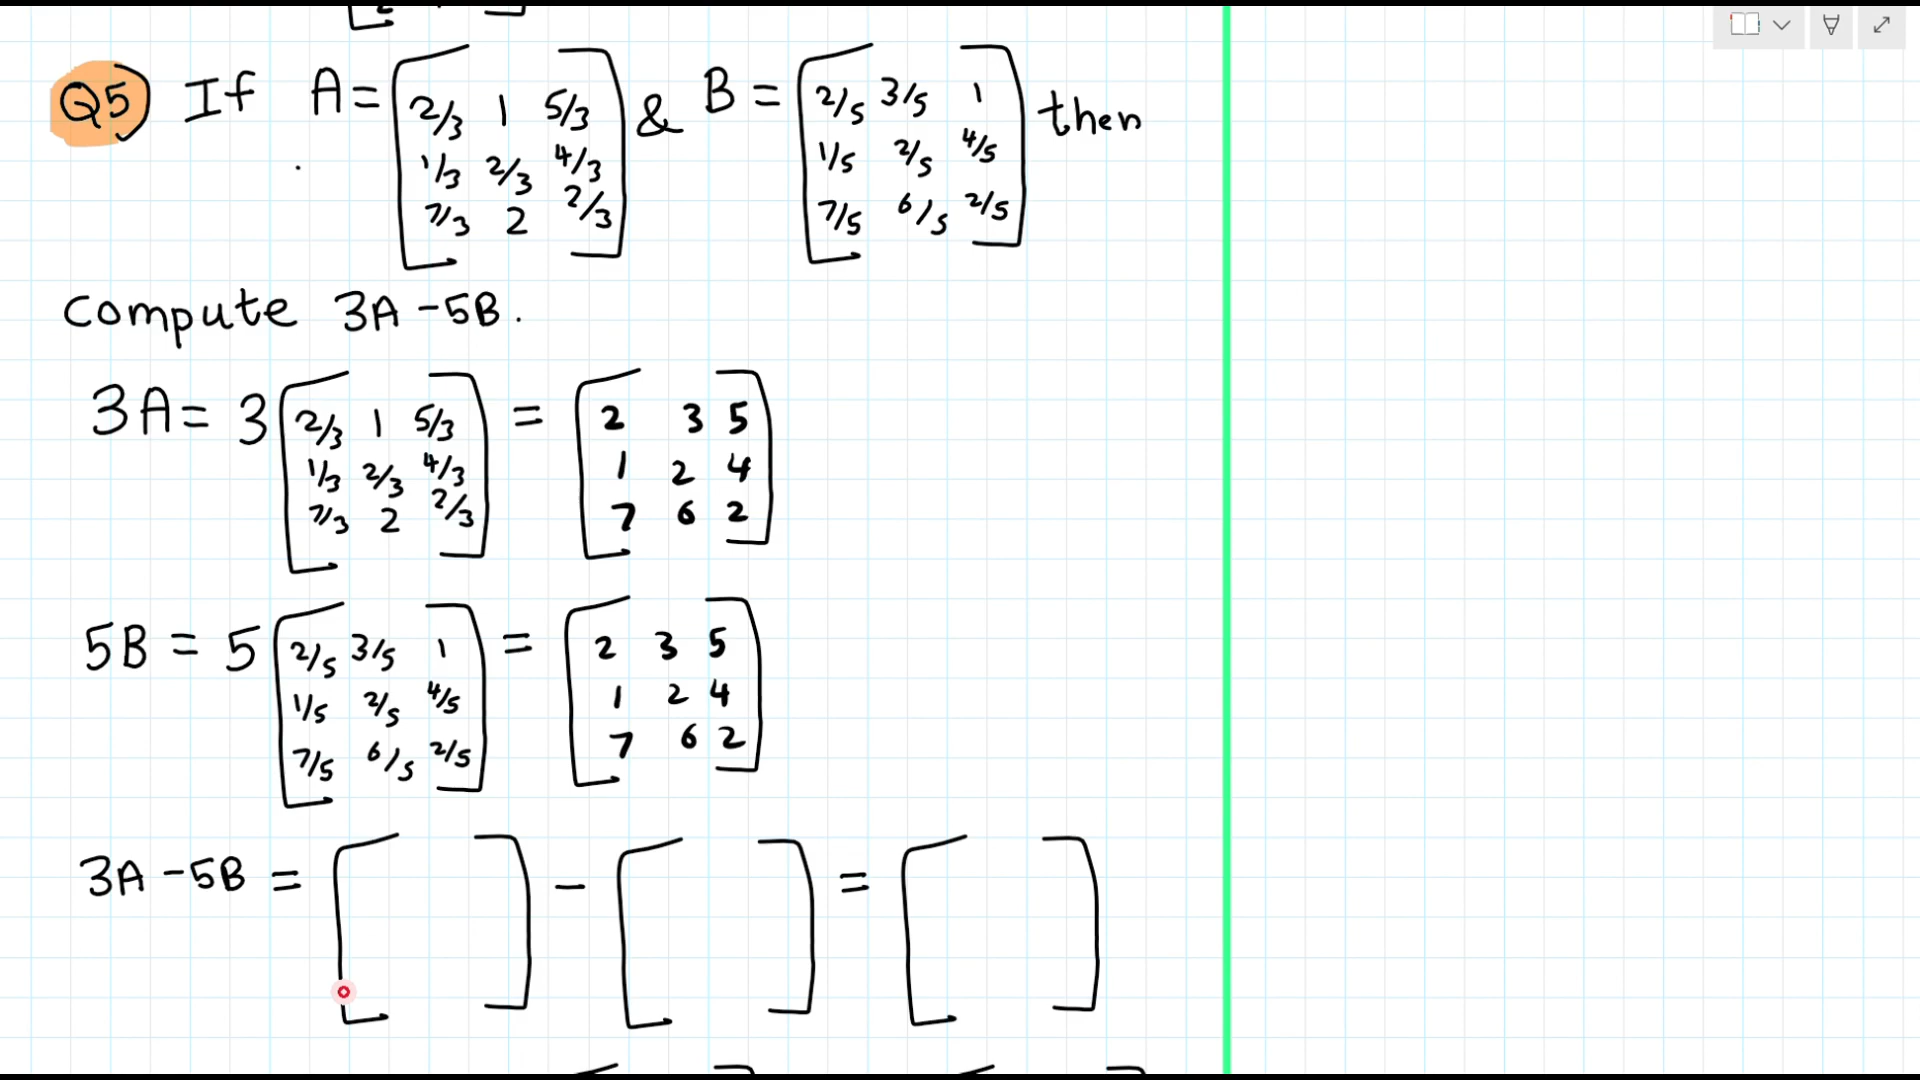 Q5) If A = [2/3 1 5/3 & B = [2/5 3/5 1 then
1/3 2/3 4/3 1/5 2/5 4/5
7/3 2 2/3] 7/5 6/5 2/5]
Compute 3A - 5B.
3A = 3 [2/3 1 5/3 = [2 3 5
1/3 2/3 4/3 1 2 4
7/3 2 2/3] 7 6 2]
5B = 5 [2/5 3/5 1 = [2 3 5
1/5 2/5 4/5 1 2 4
7/5 6/5 2/5] 7 6 2]
3A - 5B = [ ] - [ ] = [ ]